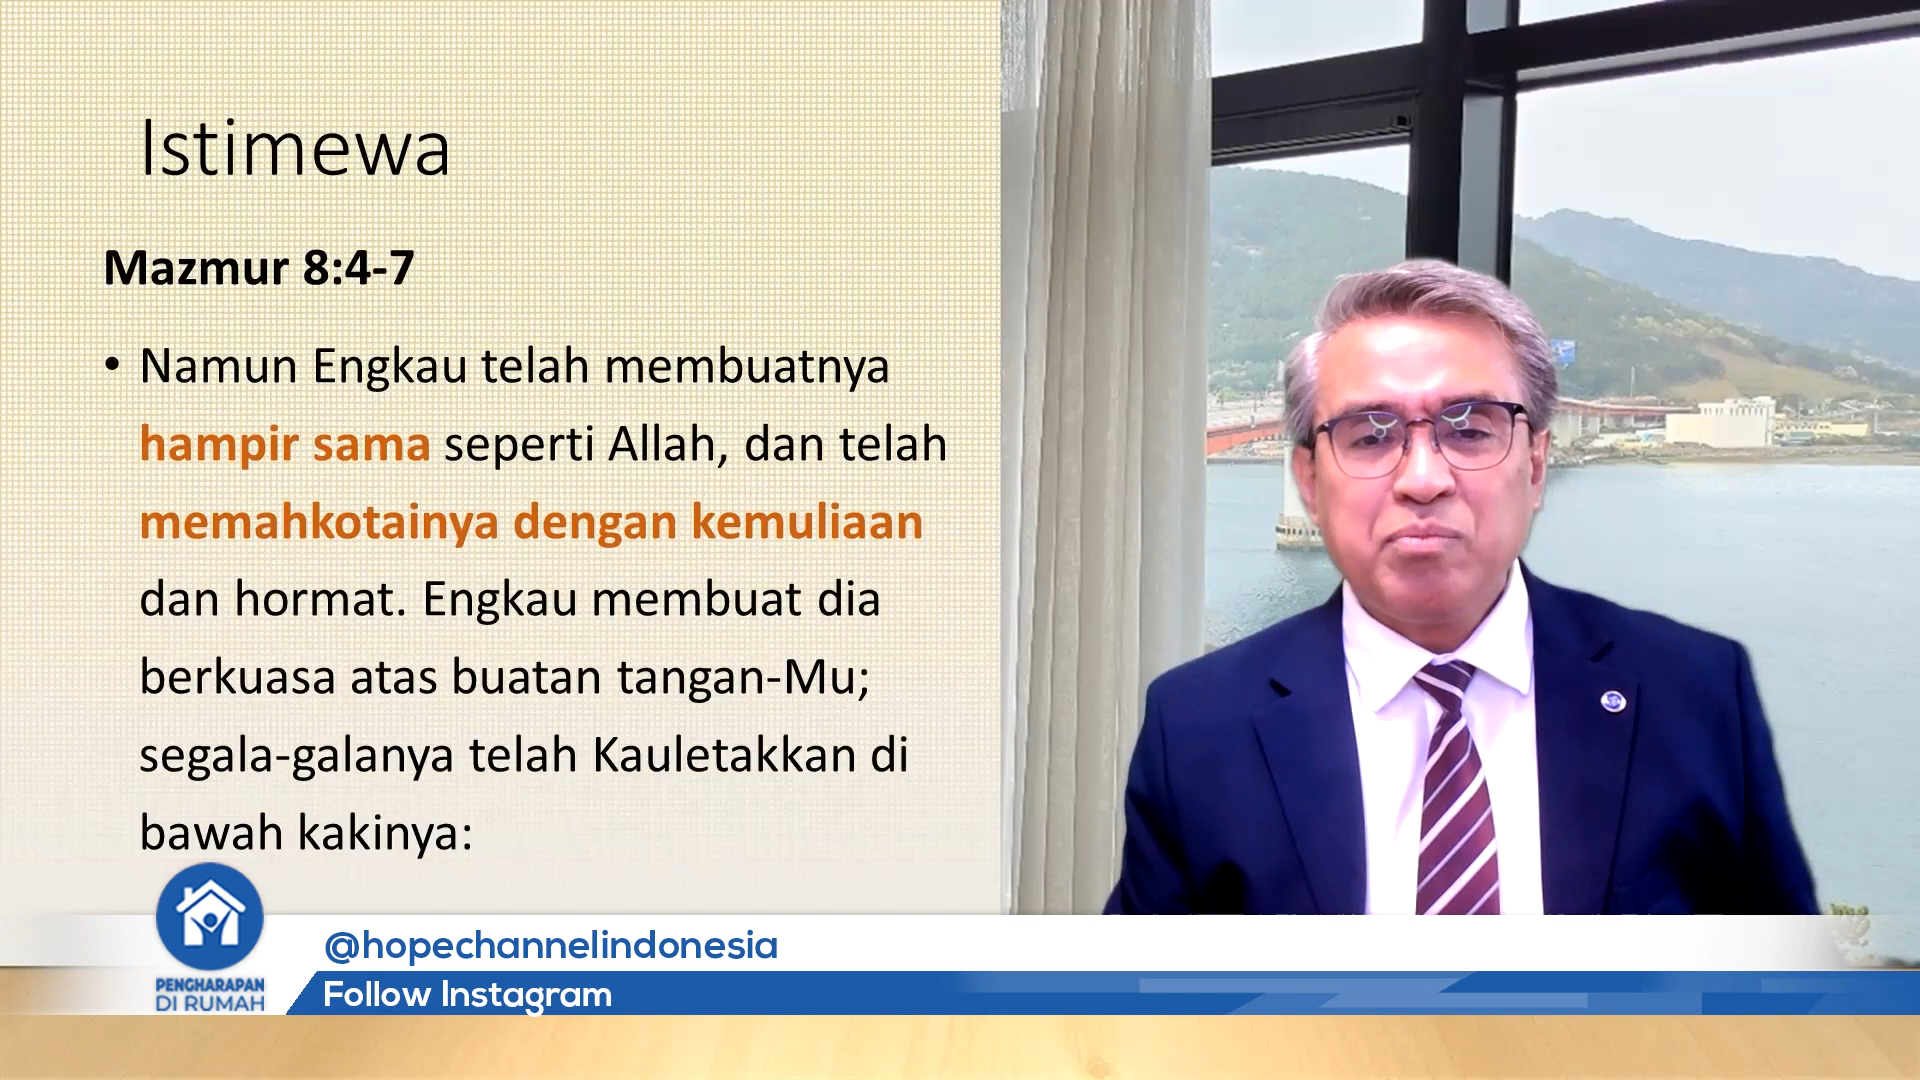 Istimewa
Mazmur 8:4-7
• Namun Engkau telah membuatnya
hampir sama seperti Allah, dan telah
memahkotainya dengan kemuliaan
dan hormat. Engkau membuat dia
berkuasa atas buatan tangan-Mu;
segala-galanya telah Kauletakkan di
bawah kakinya:
PENGHARAPAN
DI RUMAH
@hopechannelindonesia
Follow Instagram